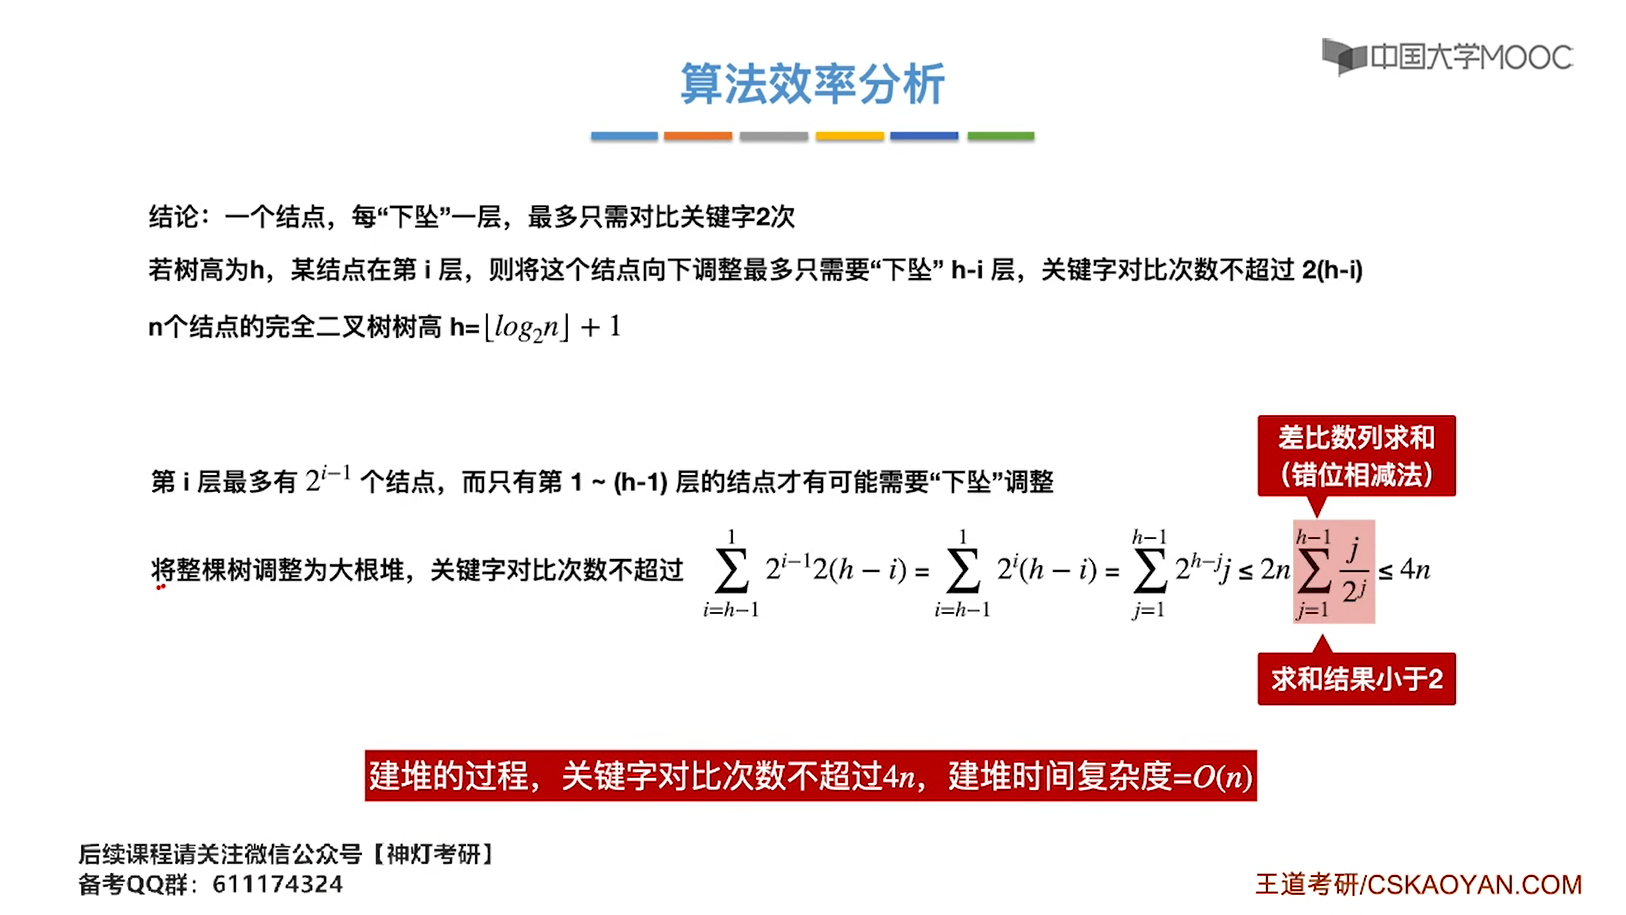 中国大学MOOC
算法效率分析
结论：一个结点，每“下坠”一层，最多只需对比关键字2次
若树高为h，某结点在第 i 层，则将这个结点向下调整最多只需要“下坠” h-i 层，关键字对比次数不超过 2(h-i)
n个结点的完全二叉树树高 h=⌊log₂n⌋ + 1
差比数列求和
（错位相减法）
第 i 层最多有 2^{i−1} 个结点，而只有第 1 ~ (h-1) 层的结点才有可能需要“下坠”调整
将整棵树调整为大根堆，关键字对比次数不超过 \sum_{i=h−1}^{1} 2^{i−1}2(h − i) = \sum_{i=h−1}^{1} 2^{i}(h − i) = \sum_{j=1}^{h−1} 2^{h−j}j ≤ 2n \sum_{j=1}^{h−1} \frac{j}{2^{j}} ≤ 4n
求和结果小于2
建堆的过程，关键字对比次数不超过4n，建堆时间复杂度=O(n)
后续课程请关注微信公众号【神灯考研】
备考QQ群：611174324
王道考研/CSKAOYAN.COM